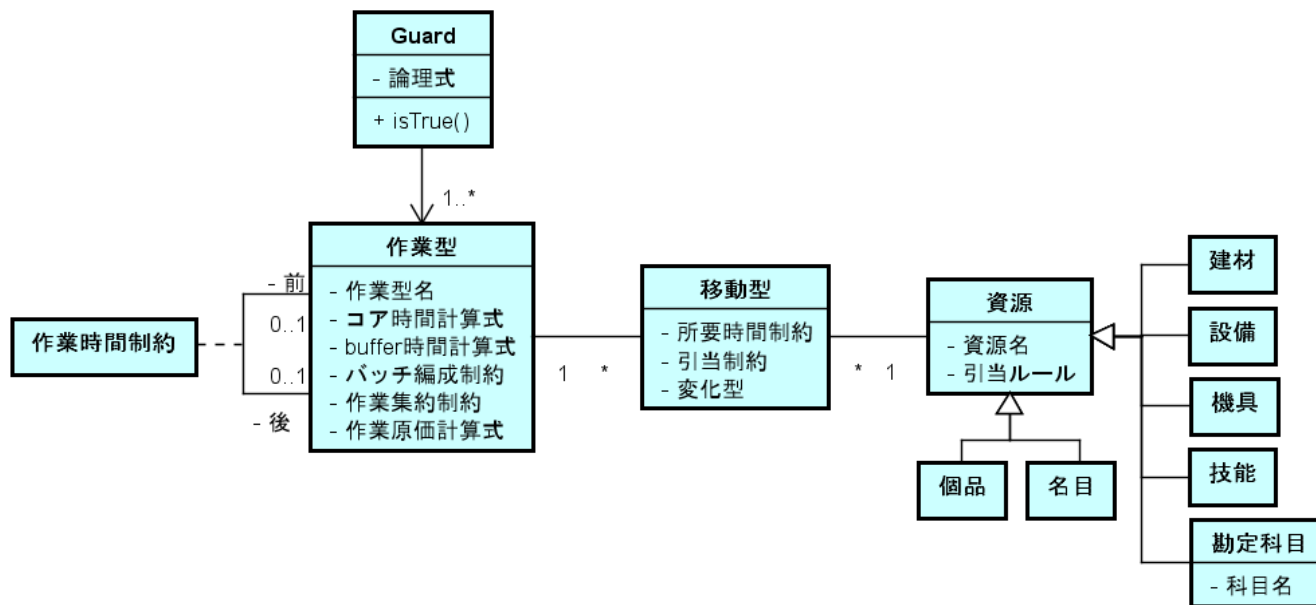 Guard
- 論理式
+ isTrue()
1..*
作業型
- 作業型名
- コア時間計算式
- buffer時間計算式
- バッチ編成制約
- 作業集約制約
- 作業原価計算式
- 前
0..1
0..1
- 後
作業時間制約
1
*
移動型
- 所要時間制約
- 引当制約
- 変化型
*
1
資源
- 資源名
- 引当ルール
個品
名目
建材
設備
機具
技能
勘定科目
- 科目名